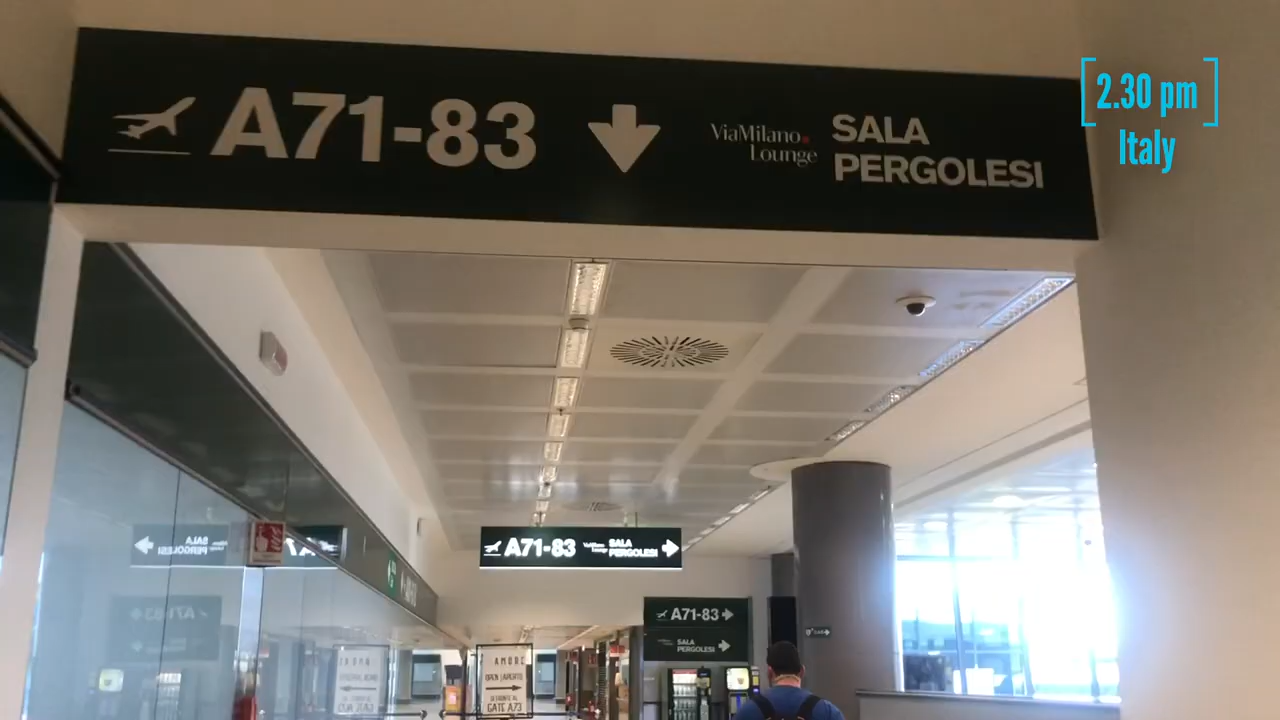 A71-83
ViaMilano
Lounge
SALA
PERGOLESI
2.30 pm
Italy
A71-83
SALA
PERGOLESI
A71-83
SALA
PERGOLESI
AMORE
OPEN | APERTO
GATE A73